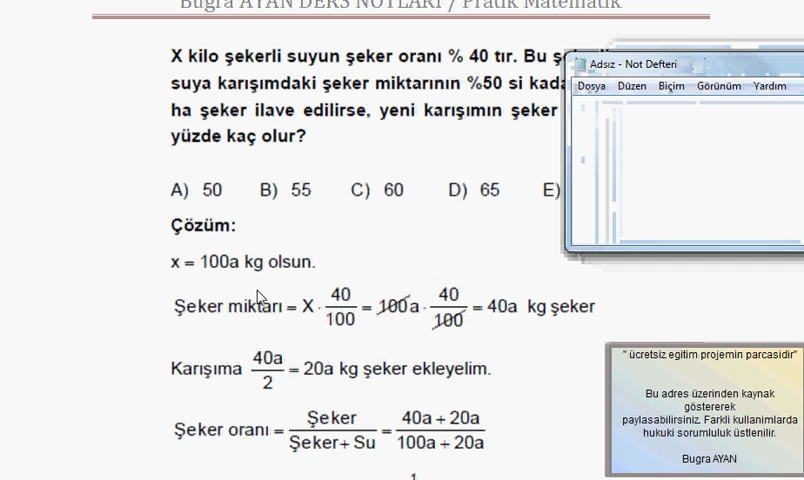 Buğra AYAN DERS NOTLARI / Pratik Matematik
X kilo şekerli suyun şeker oranı % 40 tır. Bu
suya karışımdaki şeker miktarının %50 si
ha şeker ilave edilirse, yeni karışımın şeker
yüzde kaç olur?
A) 50 B) 55 C) 60 D) 65 E)
Çözüm:
x = 100a kg olsun.
Şeker miktarı = X · 40/100 = 100a · 40/100 = 40a kg şeker
Karışıma 40a/2 = 20a kg şeker ekleyelim.
Şeker oranı = Şeker/Şeker+ Su = 40a + 20a/100a + 20a
Adsız - Not Defteri
Dosya Düzen Biçim Görünüm Yardım
" ücretsiz egitim projemin parcasidir"
Bu adres üzerinden kaynak
göstererek
paylasabilirsiniz. Farkli kullanimlarda
hukuki sorumluluk üstlenilir.
Bugra AYAN